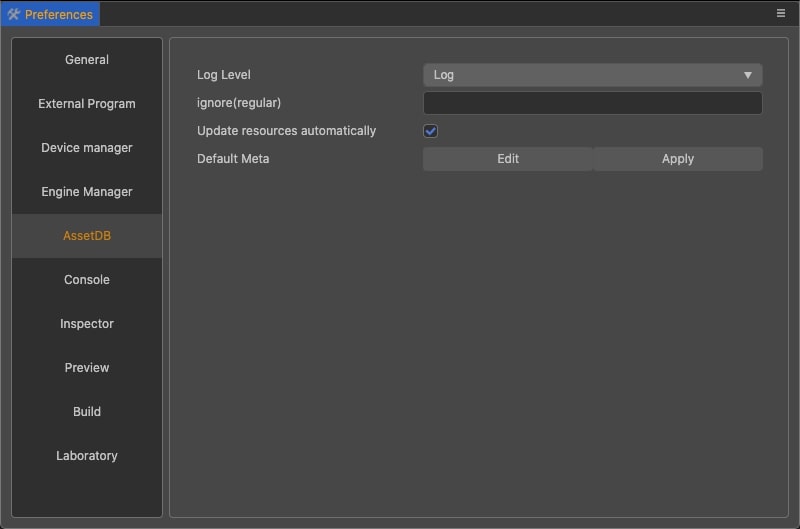 Preferences
General
External Program
Device manager
Engine Manager
AssetDB
Console
Inspector
Preview
Build
Laboratory
Log Level
Log
ignore(regular)
Update resources automatically
Default Meta
Edit
Apply